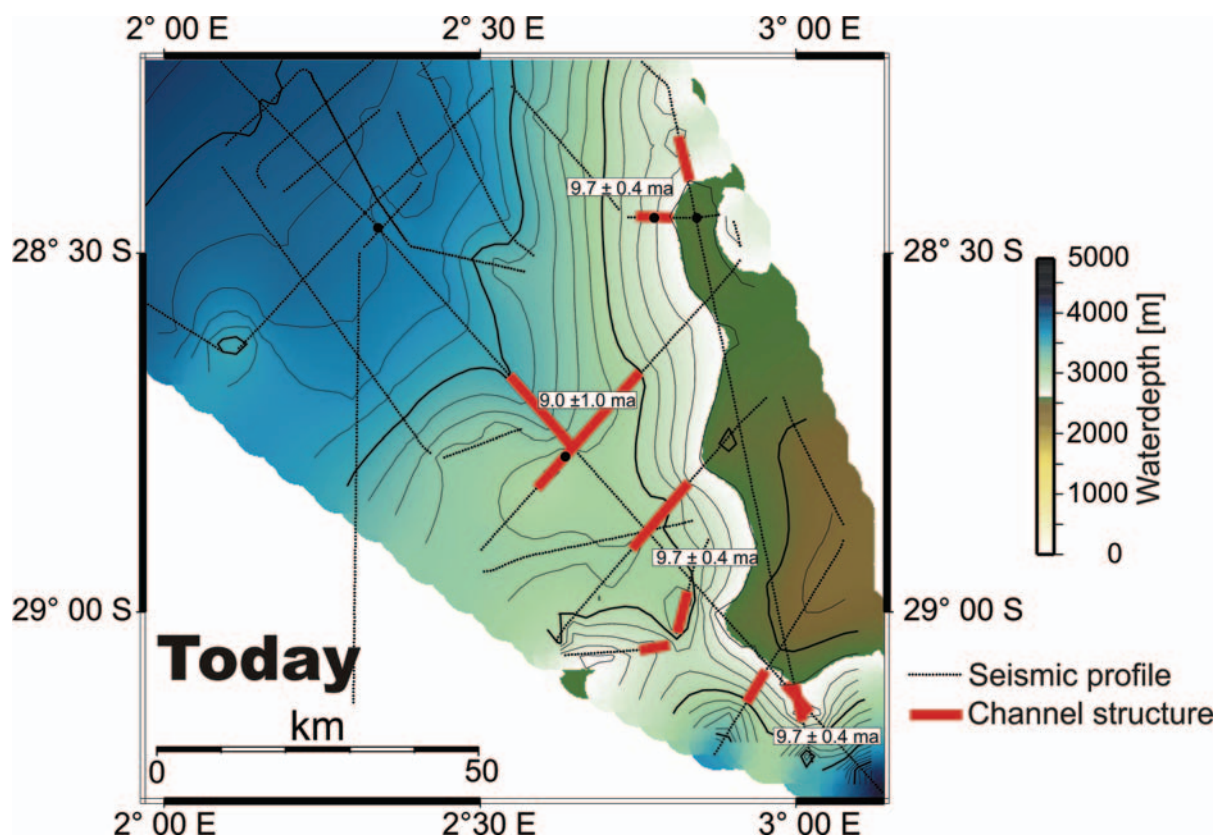 2° 00 E 2° 30 E 3° 00 E
9.7 ± 0.4 ma
28° 30 S 28° 30 S
5000
4000
3000
2000
1000
0
Waterdepth [m]
9.0 ±1.0 ma
9.7 ± 0.4 ma
29° 00 S 29° 00 S
Today
km
0 50
Seismic profile
Channel structure
9.7 ± 0.4 ma
2° 00 E 2° 30 E 3° 00 E